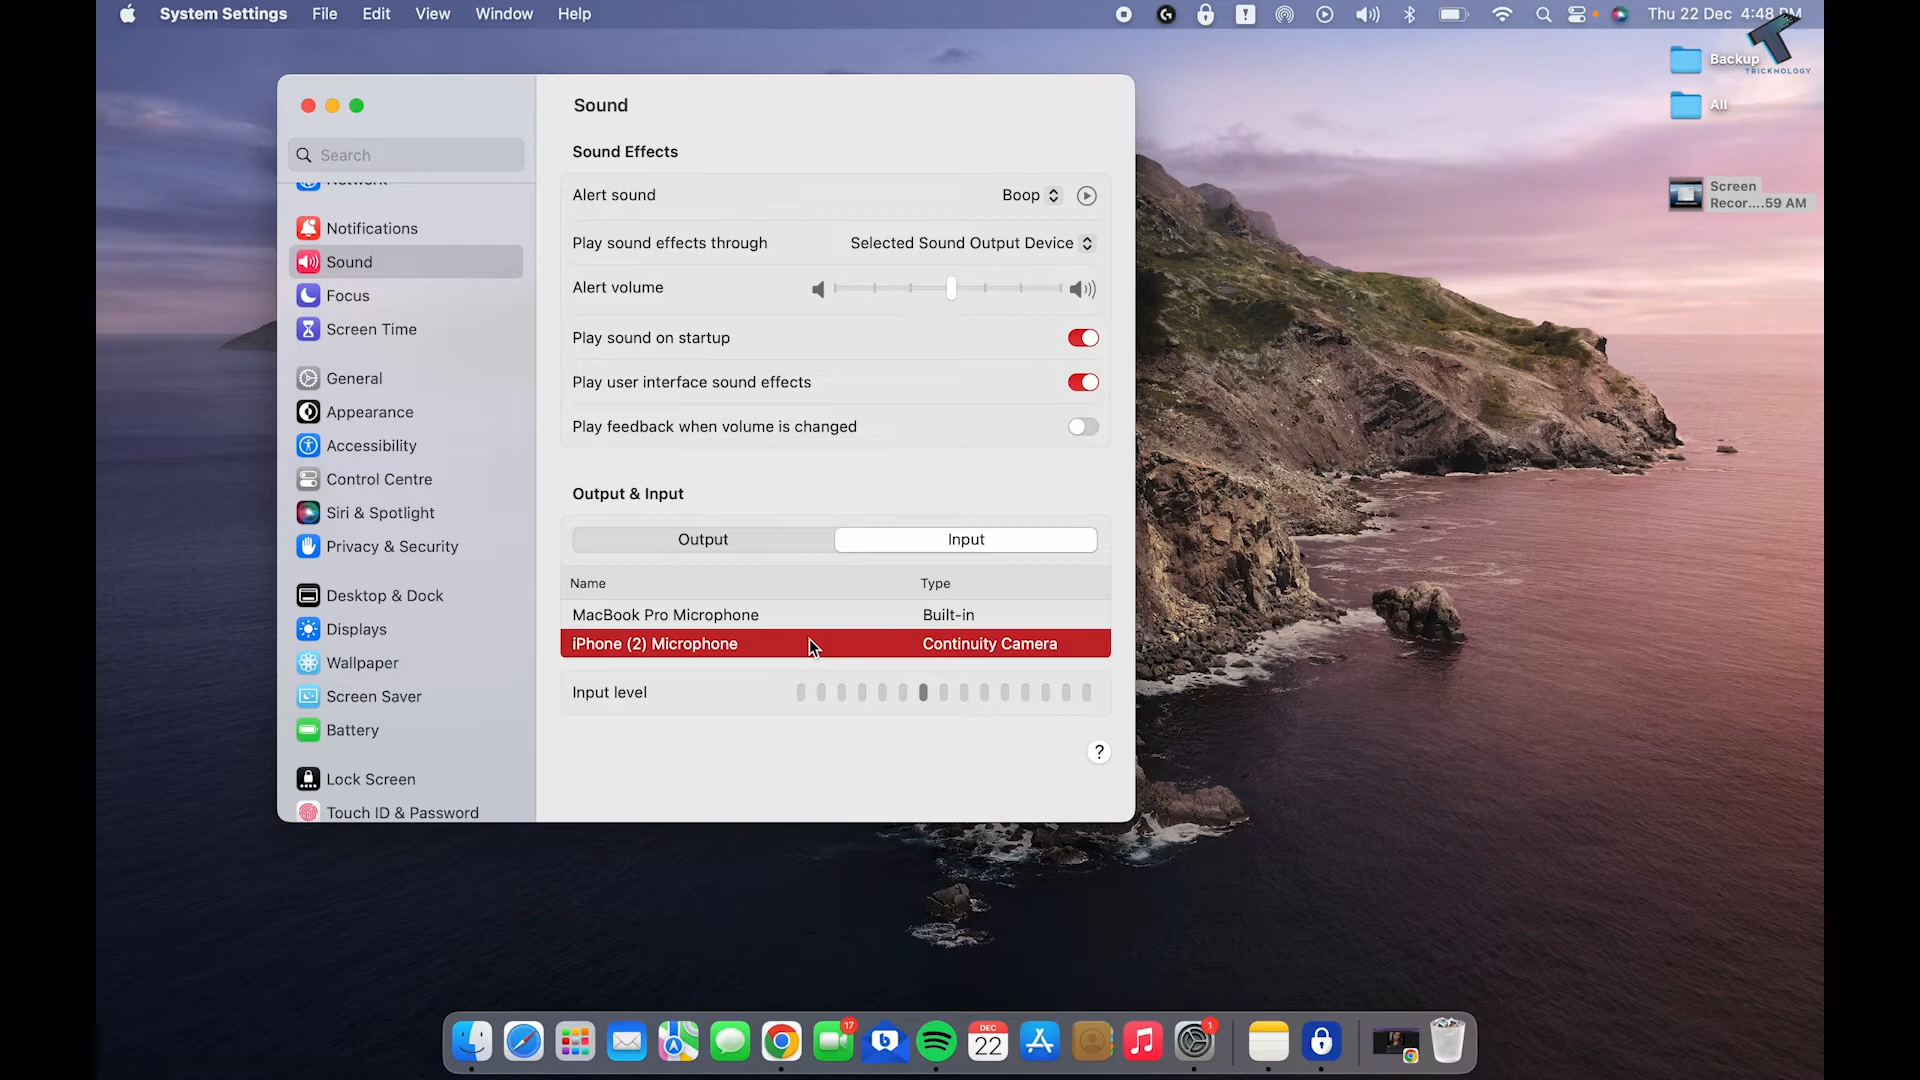 System Settings File Edit View Window Help
Thu 22 Dec 4:48 PM
Backup
TRICKNOLOGY
All
Screen
Recor....59 AM
Search
Network
Notifications
Sound
Focus
Screen Time
General
Appearance
Accessibility
Control Centre
Siri & Spotlight
Privacy & Security
Desktop & Dock
Displays
Wallpaper
Screen Saver
Battery
Lock Screen
Touch ID & Password
Sound
Sound Effects
Alert sound Boop
Play sound effects through Selected Sound Output Device
Alert volume
Play sound on startup
Play user interface sound effects
Play feedback when volume is changed
Output & Input
Output Input
Name Type
MacBook Pro Microphone Built-in
iPhone (2) Microphone Continuity Camera
Input level
?
17
DEC
22
1